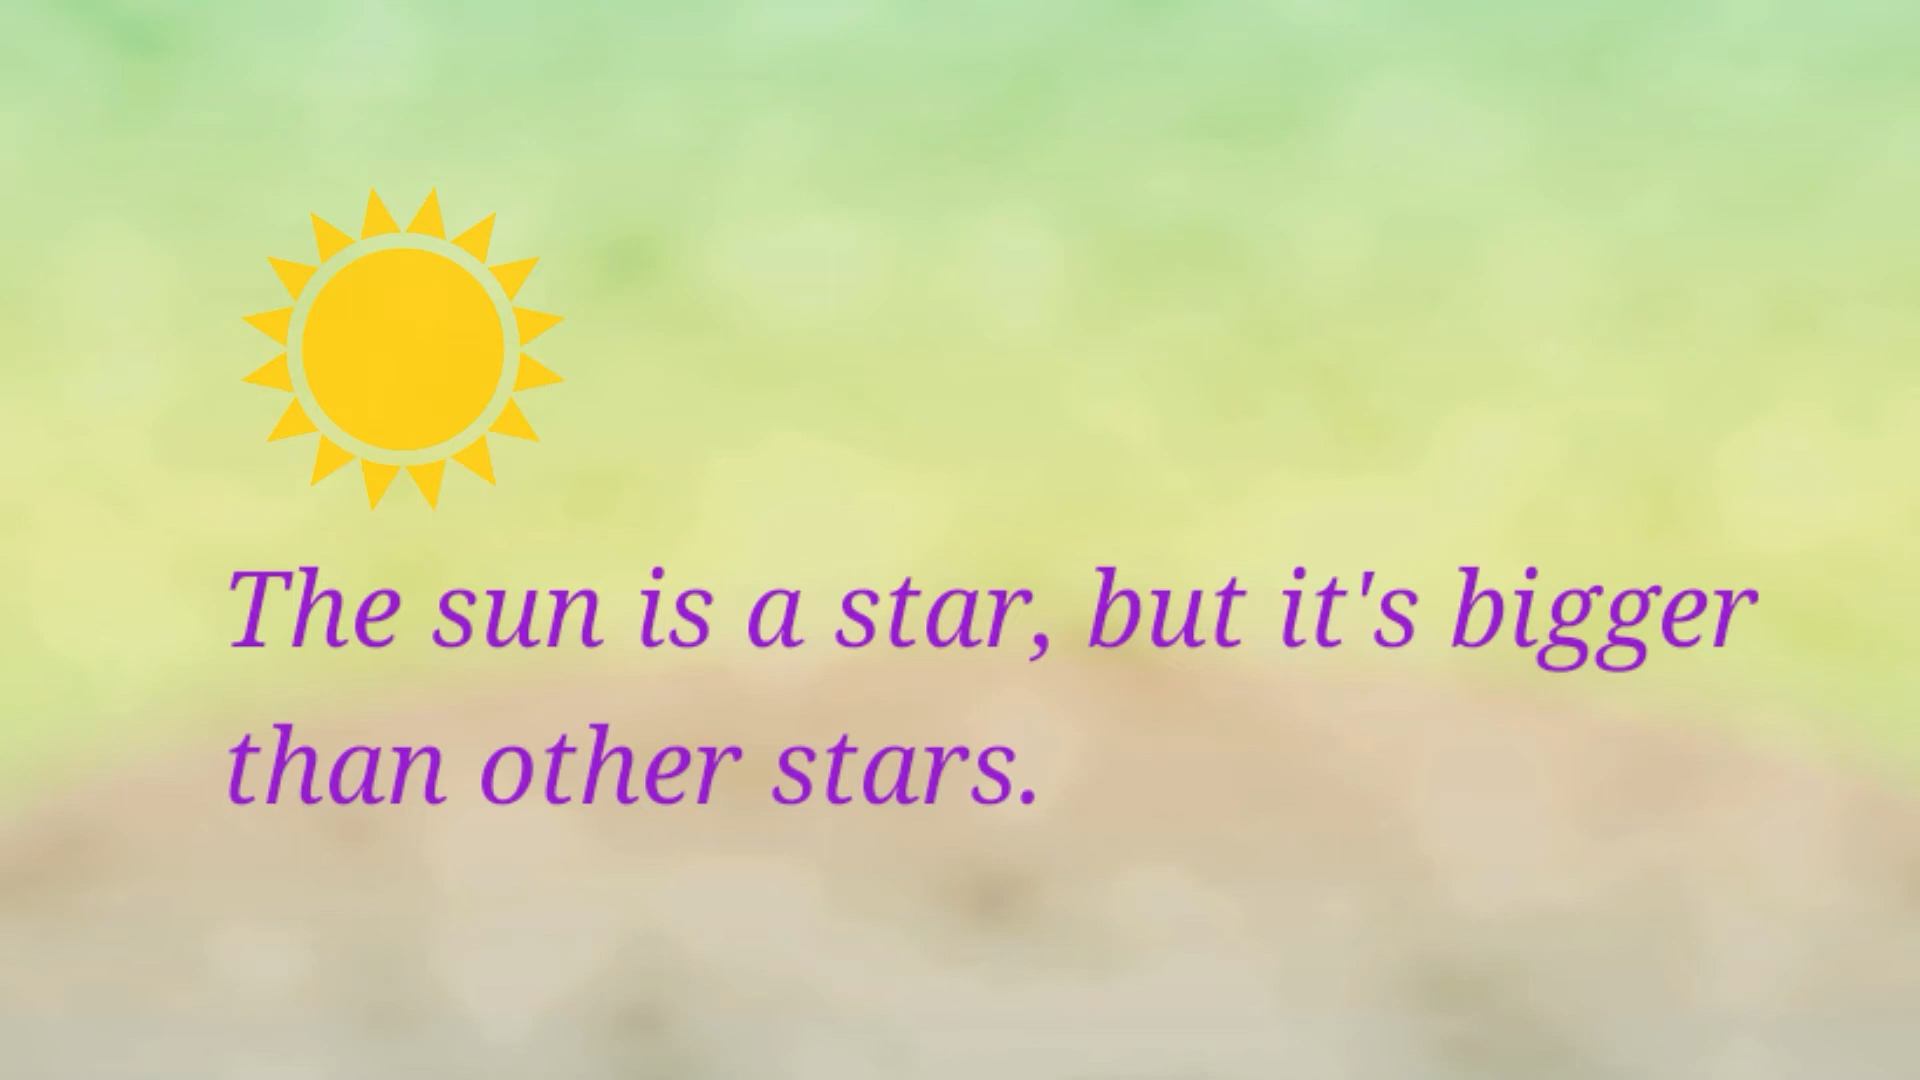 The sun is a star, but it's bigger
than other stars.